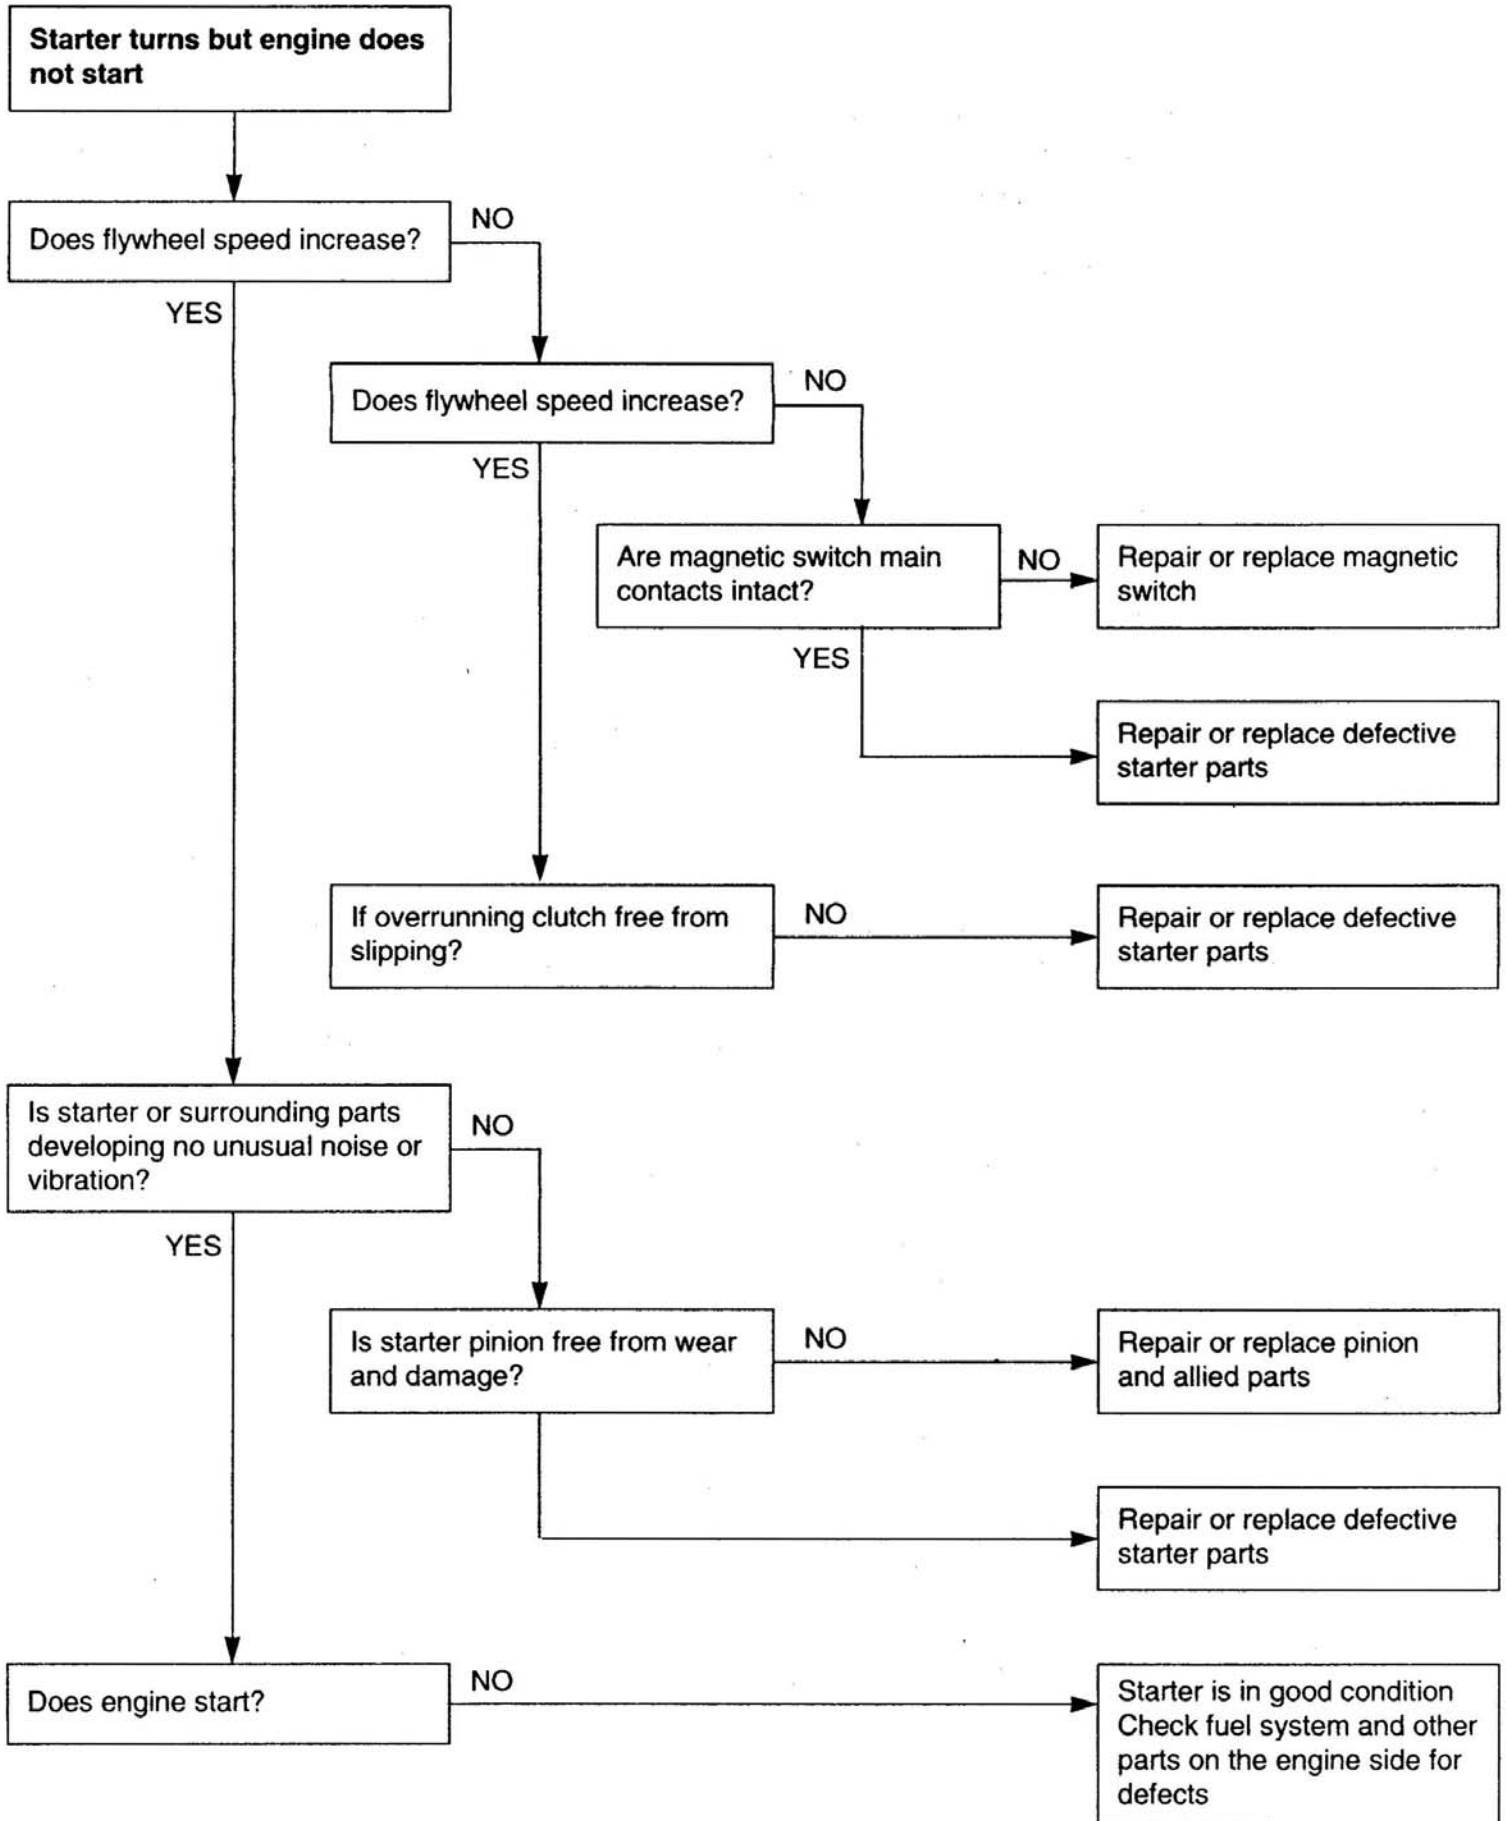 Starter turns but engine does
not start
Does flywheel speed increase?
NO
YES
Does flywheel speed increase?
NO
YES
Are magnetic switch main
contacts intact?
NO
Repair or replace magnetic
switch
YES
Repair or replace defective
starter parts
If overrunning clutch free from
slipping?
NO
Repair or replace defective
starter parts
Is starter or surrounding parts
developing no unusual noise or
vibration?
NO
YES
Is starter pinion free from wear
and damage?
NO
Repair or replace pinion
and allied parts
Repair or replace defective
starter parts
Does engine start?
NO
Starter is in good condition
Check fuel system and other
parts on the engine side for
defects